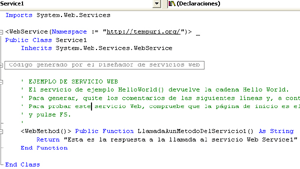 Service1
(Declaraciones)
Imports System.Web.Services
<WebService(Namespace := "http://tempuri.org/")> _
Public Class Service1
Inherits System.Web.Services.WebService
Código generado por el Diseñador de servicios Web
' EJEMPLO DE SERVICIO WEB
' El servicio de ejemplo HelloWorld() devuelve la cadena Hello World.
' Para generar, quite los comentarios de las siguientes líneas y, a cont
' Para probar este servicio Web, compruebe que la página de inicio es el
' y pulse F5.
'
<WebMethod()> Public Function LlamadaAunMetodoDelServicio1() As String
Return "Esta es la respuesta a la llamada al servicio Web Service1"
End Function
End Class